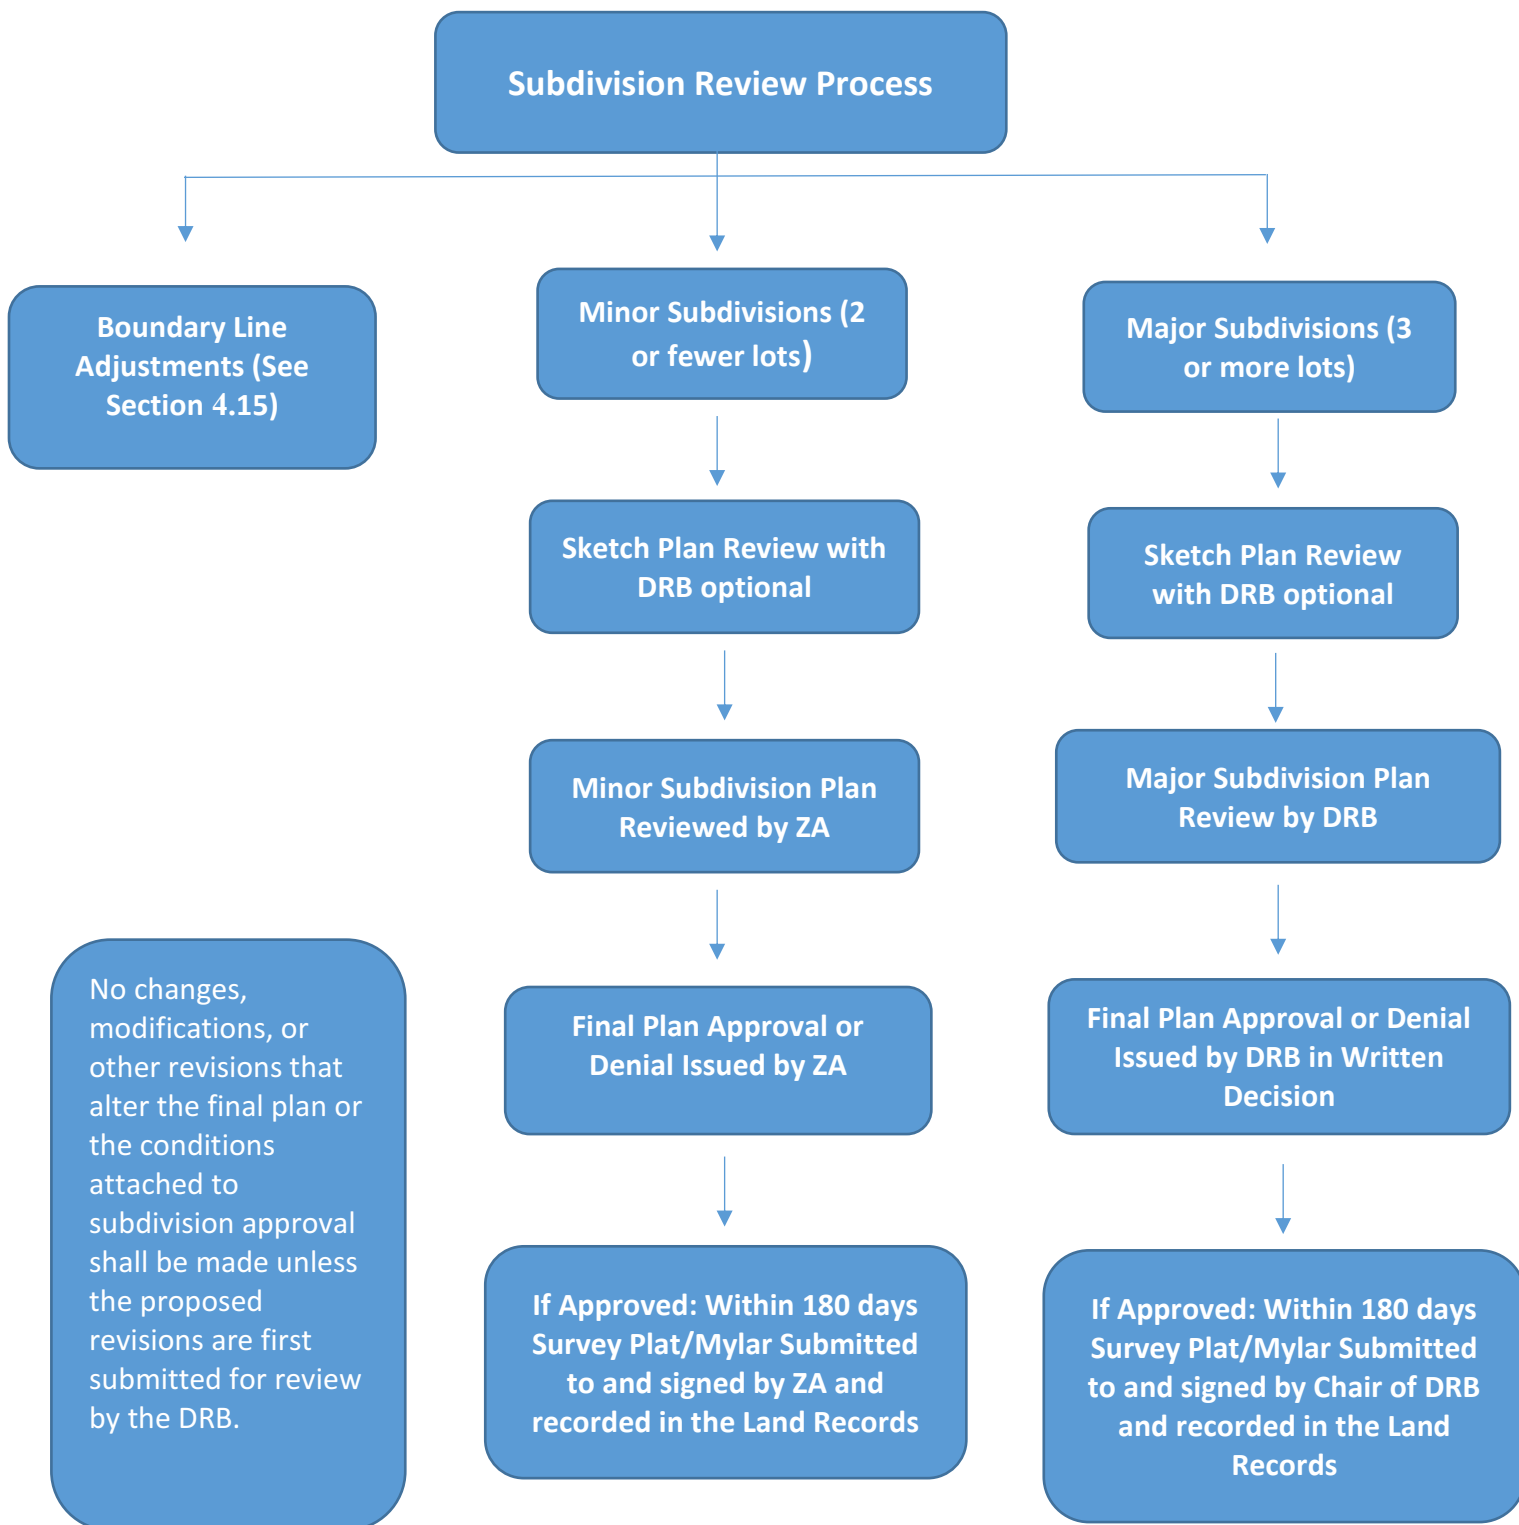 Subdivision Review Process
Boundary Line
Adjustments (See
Section 4.15)
Minor Subdivisions (2
or fewer lots)
Major Subdivisions (3
or more lots)
Sketch Plan Review with
DRB optional
Sketch Plan Review
with DRB optional
Minor Subdivision Plan
Reviewed by ZA
Major Subdivision Plan
Review by DRB
No changes,
modifications, or
other revisions that
alter the final plan or
the conditions
attached to
subdivision approval
shall be made unless
the proposed
revisions are first
submitted for review
by the DRB.
Final Plan Approval or
Denial Issued by ZA
Final Plan Approval or Denial
Issued by DRB in Written
Decision
If Approved: Within 180 days
Survey Plat/Mylar Submitted
to and signed by ZA and
recorded in the Land Records
If Approved: Within 180 days
Survey Plat/Mylar Submitted
to and signed by Chair of DRB
and recorded in the Land
Records